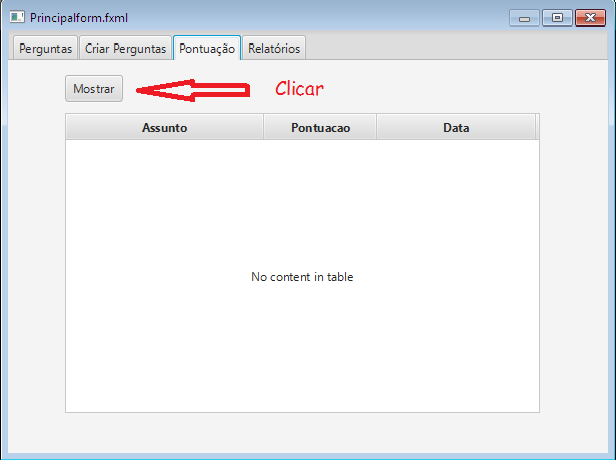 Principalform.fxml
Perguntas Criar Perguntas Pontuação Relatórios
Mostrar Clicar
Assunto Pontuacao Data
No content in table